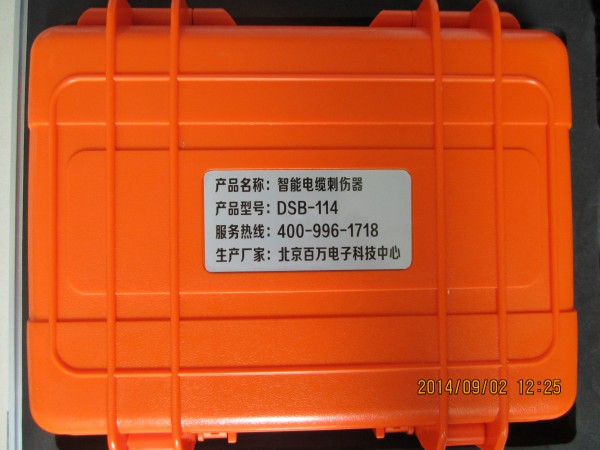 产品名称：智能电缆刺伤器
产品型号：DSB-114
服务热线：400-996-1718
生产厂家：北京百万电子科技中心
2014/09/02 12:25